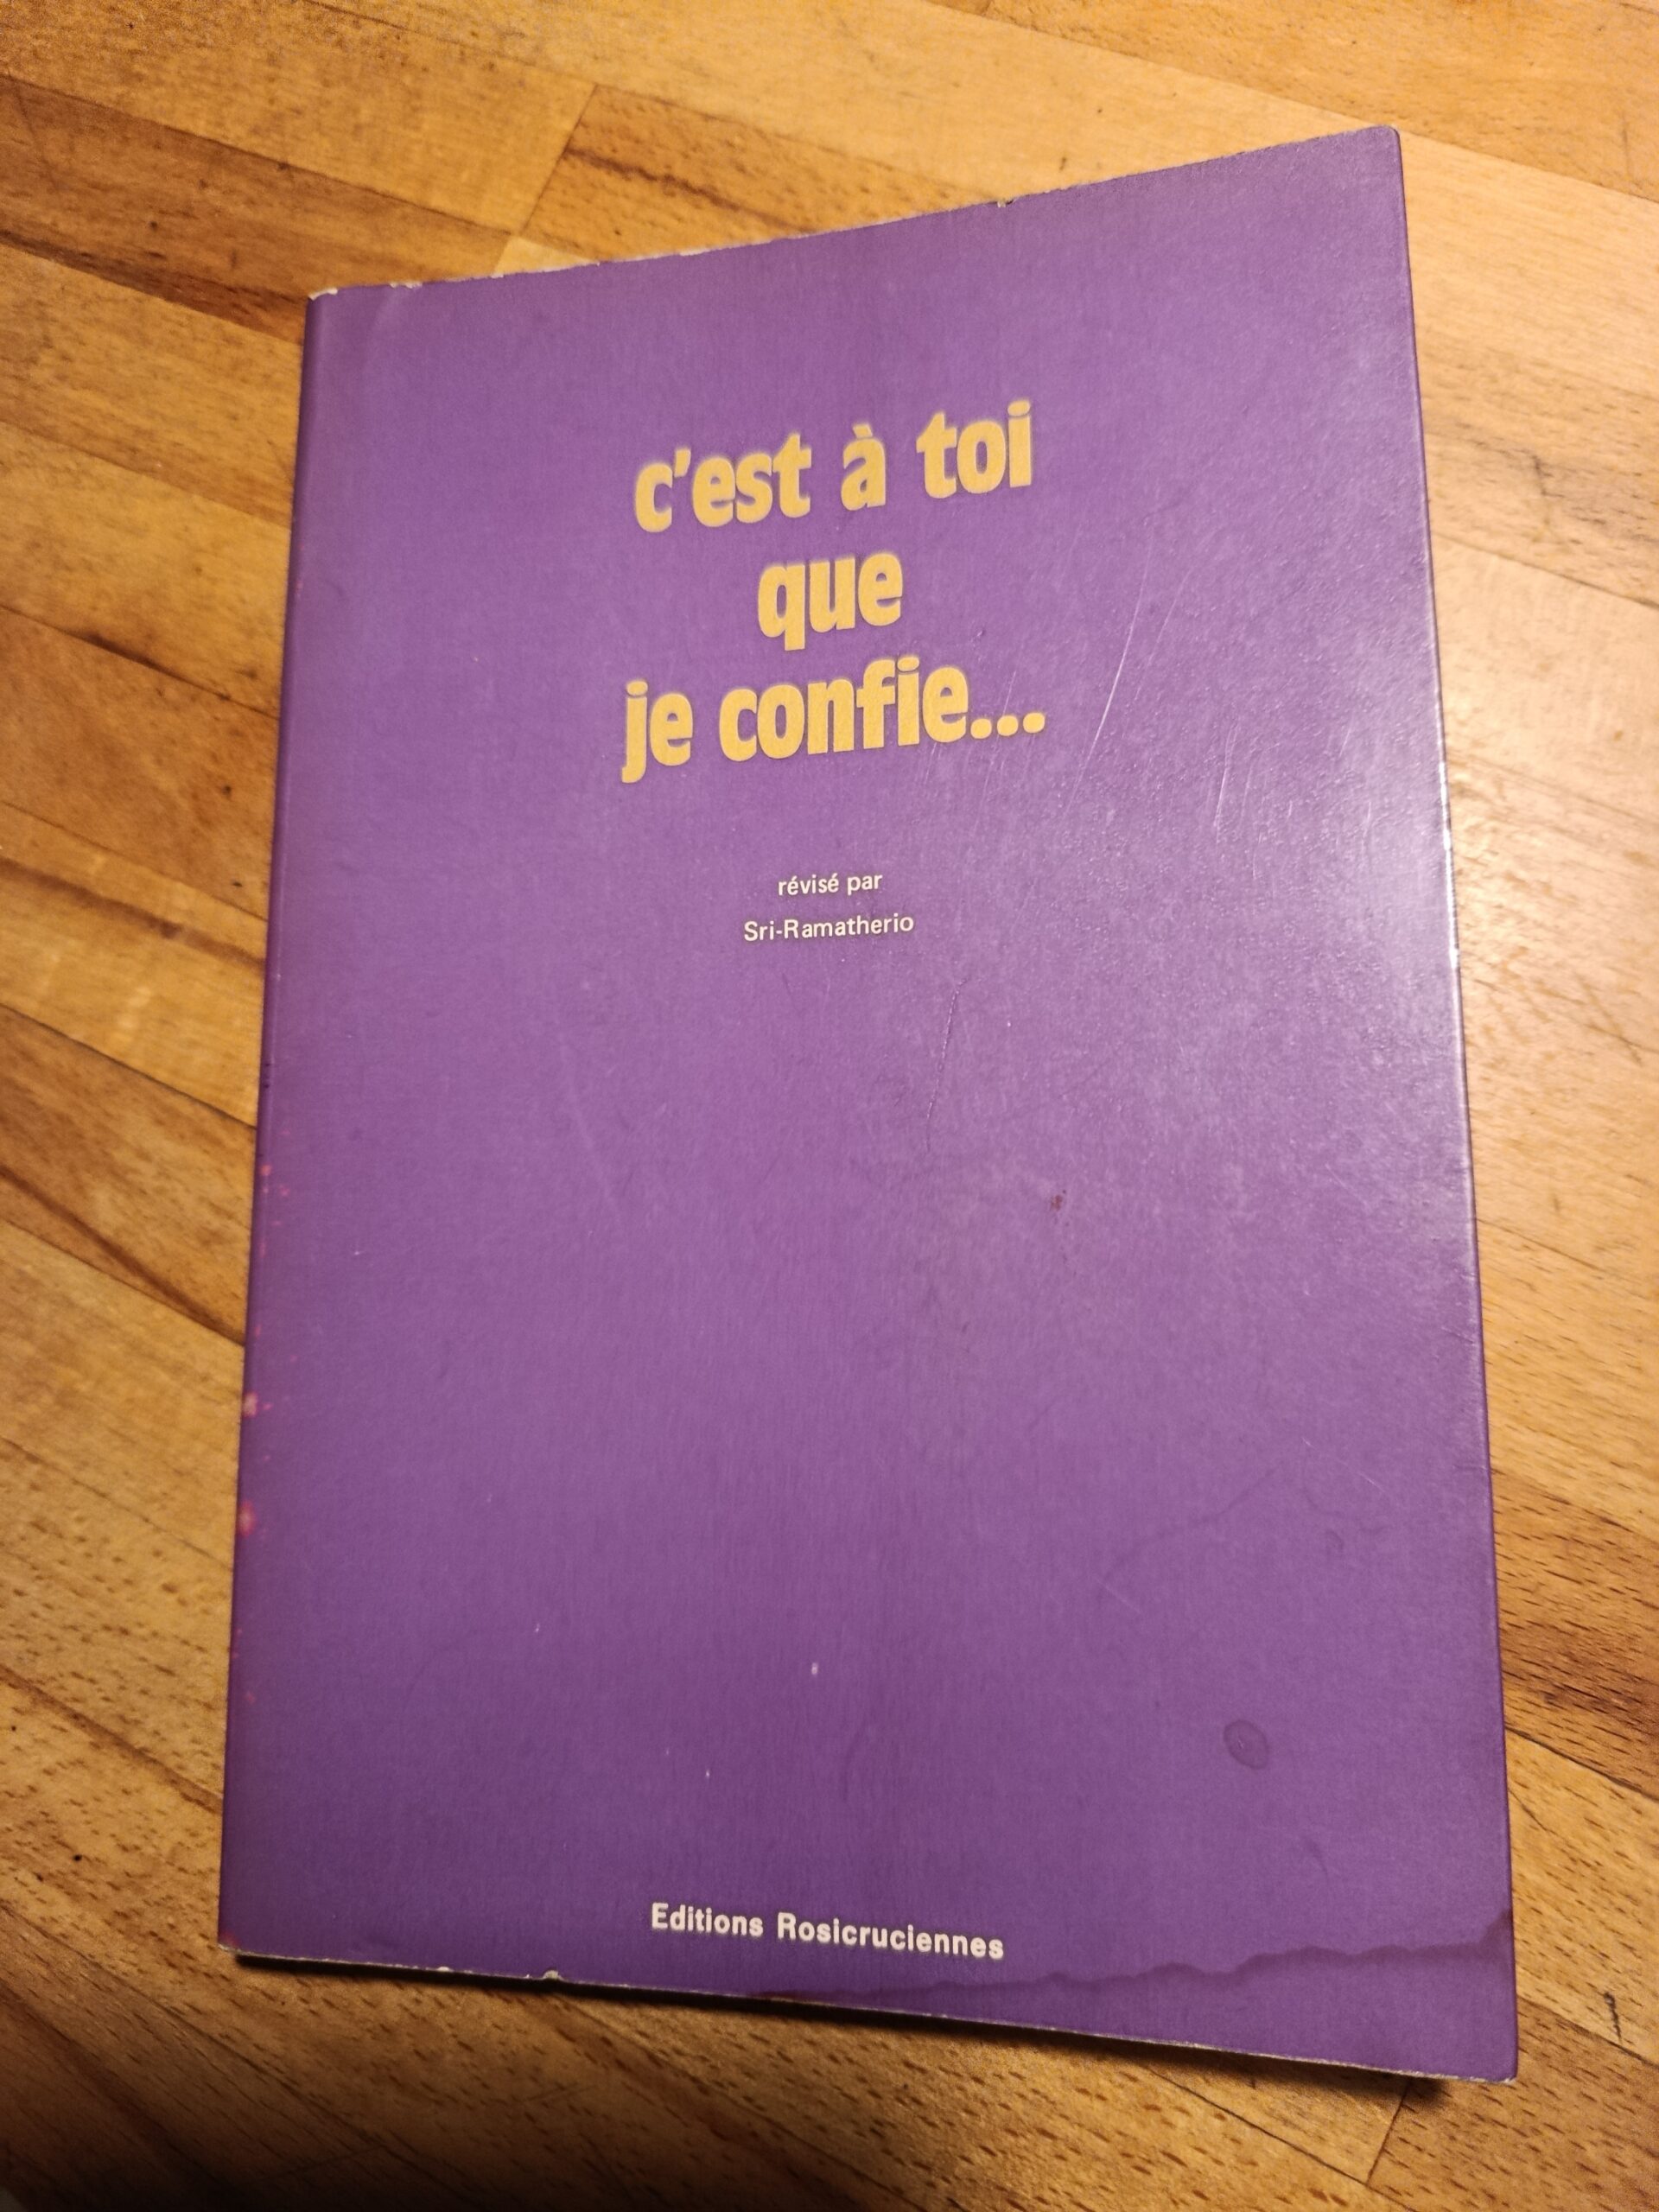 c'est à toi
que
je confie...
révisé par
Sri-Ramatherio
Editions Rosicruciennes